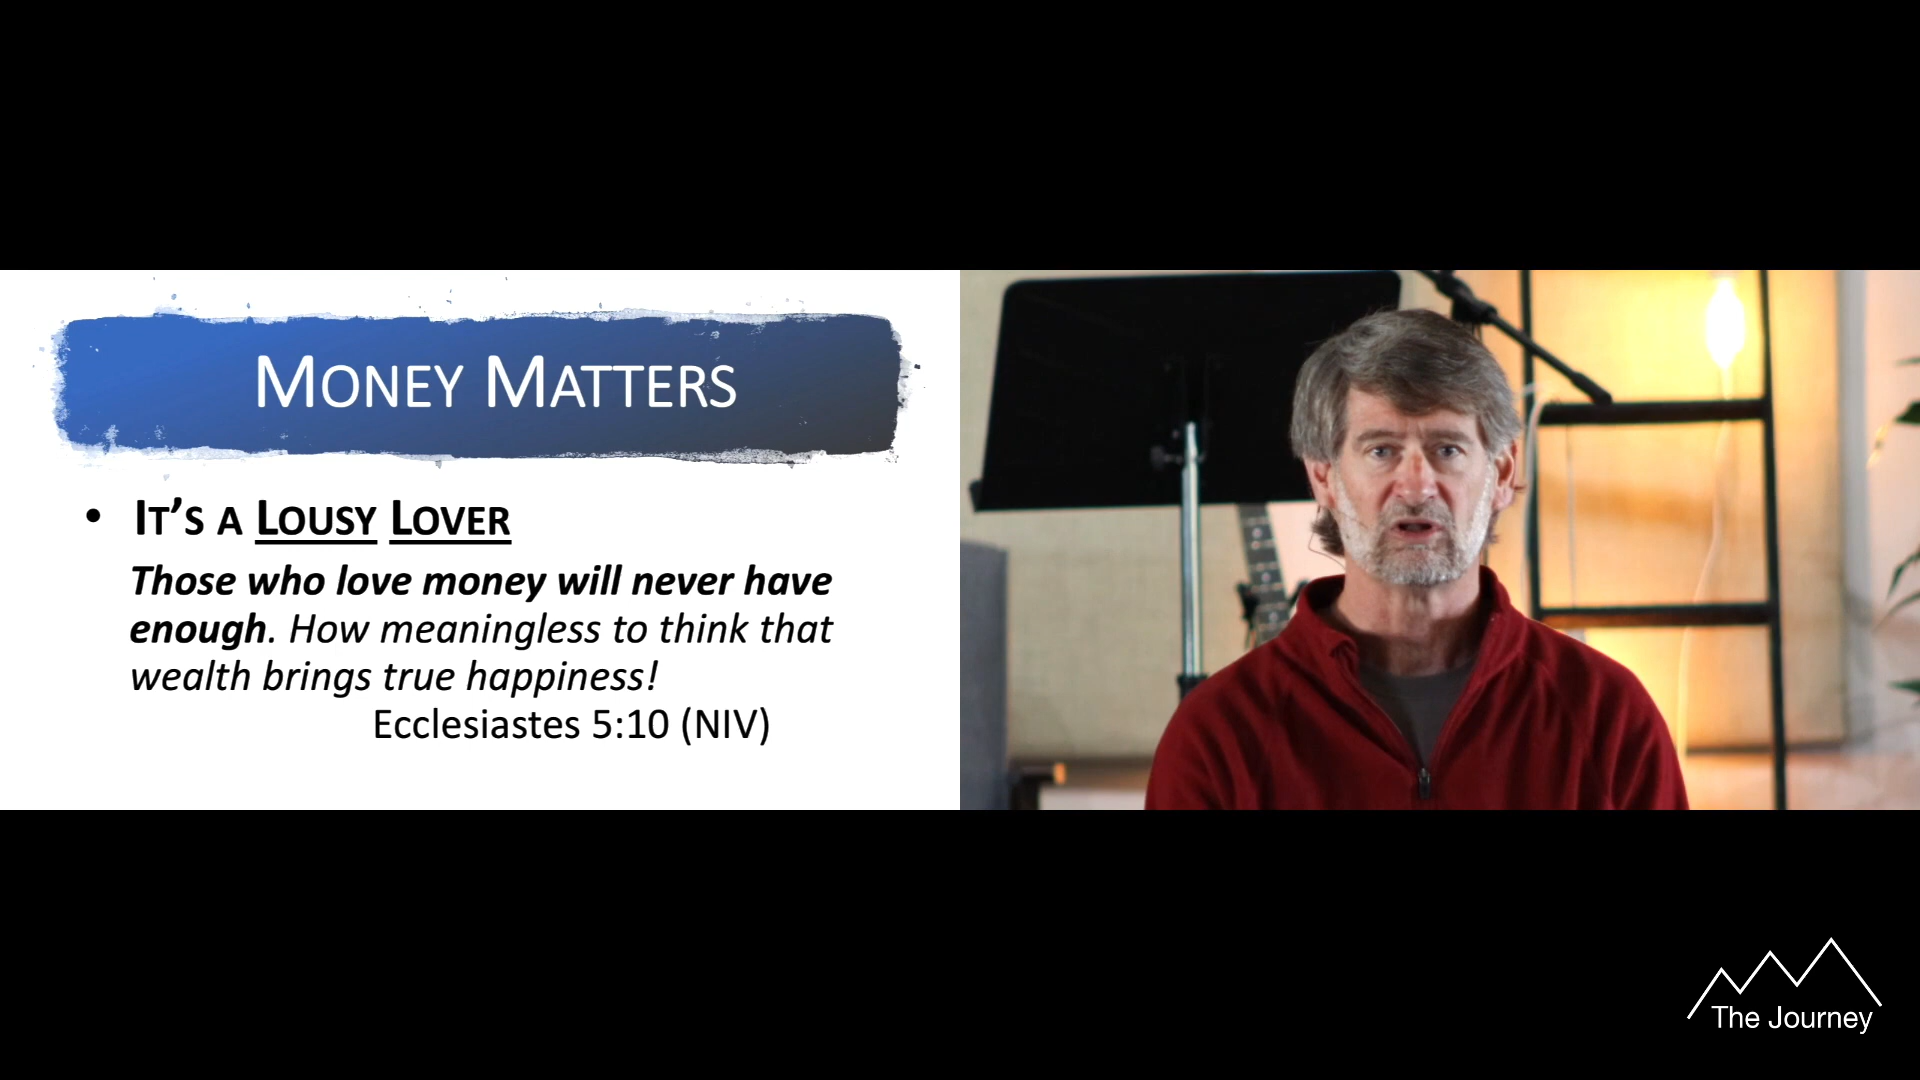 MONEY MATTERS
• IT’S A LOUSY LOVER
Those who love money will never have
enough. How meaningless to think that
wealth brings true happiness!
Ecclesiastes 5:10 (NIV)
The Journey